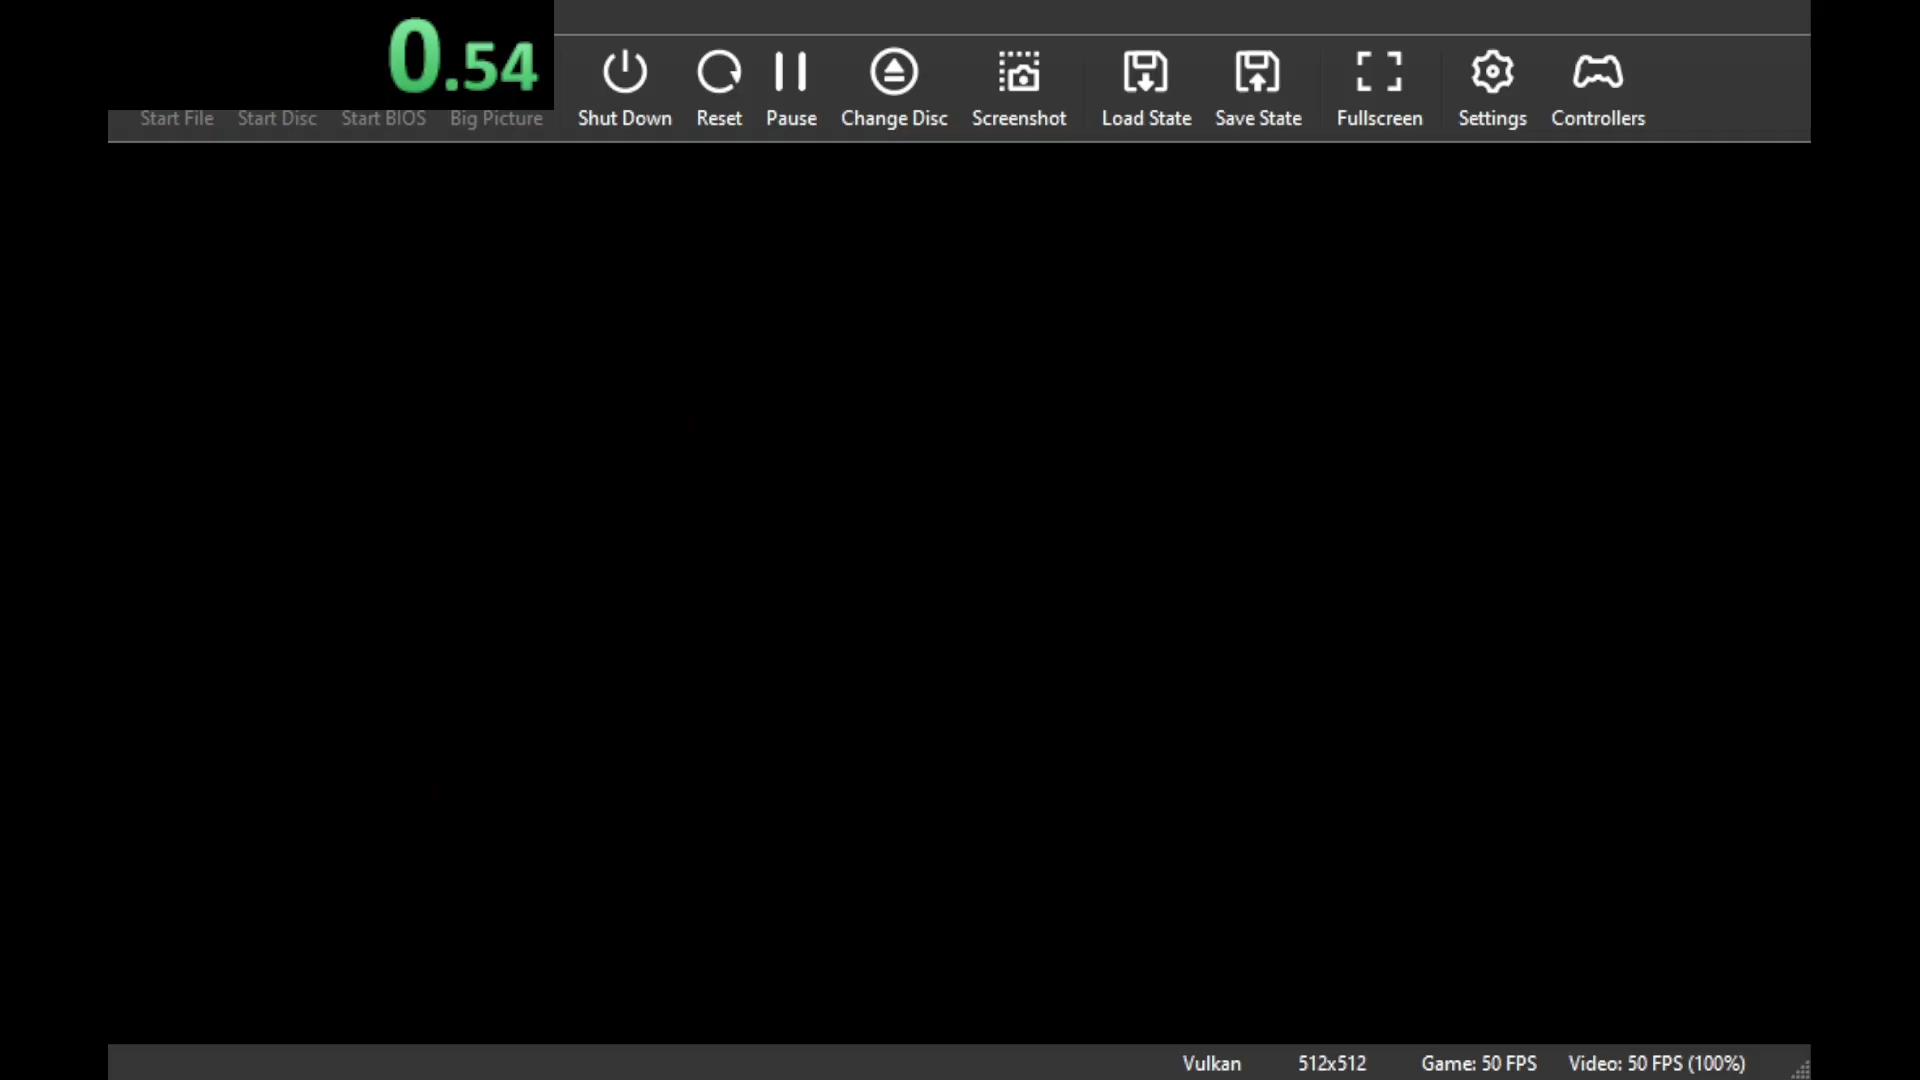 0.54
Start File Start Disc Start BIOS Big Picture Shut Down Reset Pause Change Disc Screenshot Load State Save State Fullscreen Settings Controllers
Vulkan 512x512 Game: 50 FPS Video: 50 FPS (100%)